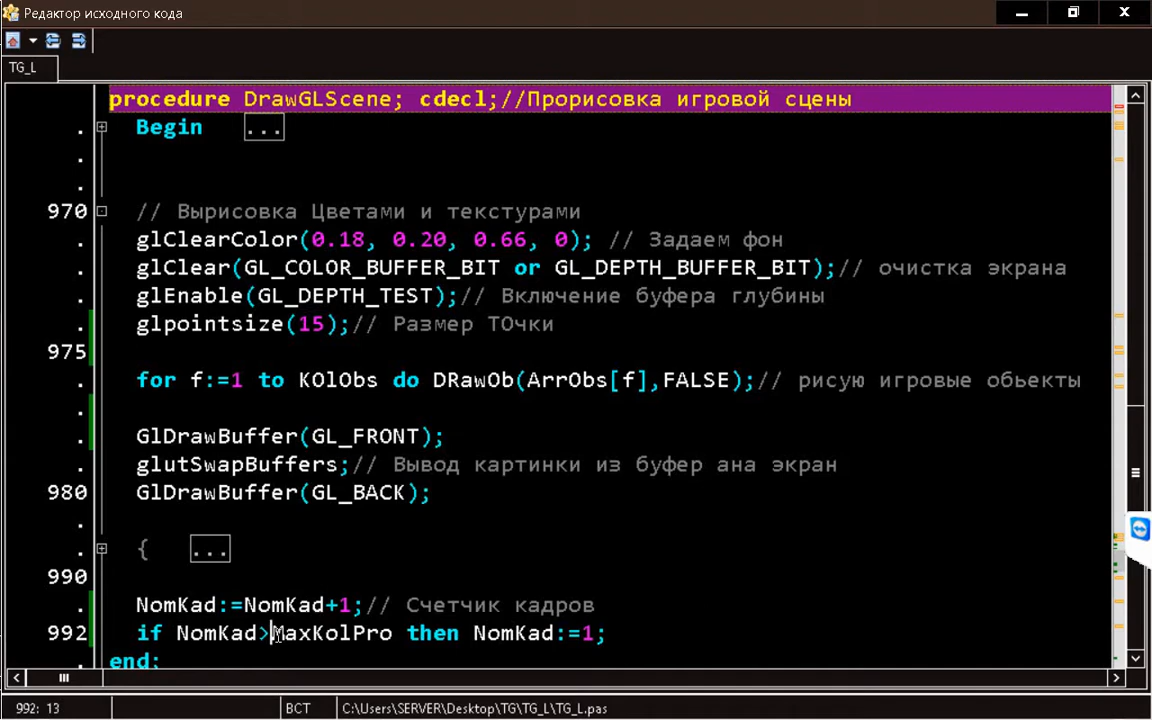 Редактор исходного кода
TG_L
procedure DrawGLScene; cdecl;//Прорисовка игровой сцены
Begin ...
970 // Вырисовка Цветами и текстурами
glClearColor(0.18, 0.20, 0.66, 0); // Задаем фон
glClear(GL_COLOR_BUFFER_BIT or GL_DEPTH_BUFFER_BIT);// очистка экрана
glEnable(GL_DEPTH_TEST);// Включение буфера глубины
glpointsize(15);// Размер ТОчки
975
for f:=1 to KOlObs do DRawOb(ArrObs[f],FALSE);// рисую игровые обьекты
GlDrawBuffer(GL_FRONT);
glutSwapBuffers;// Вывод картинки из буфер ана экран
980 GlDrawBuffer(GL_BACK);
{ ...
990
NomKad:=NomKad+1;// Счетчик кадров
992 if NomKad>MaxKolPro then NomKad:=1;
end;
992: 13 ВСТ C:\Users\SERVER\Desktop\TG\TG_L\TG_L.pas